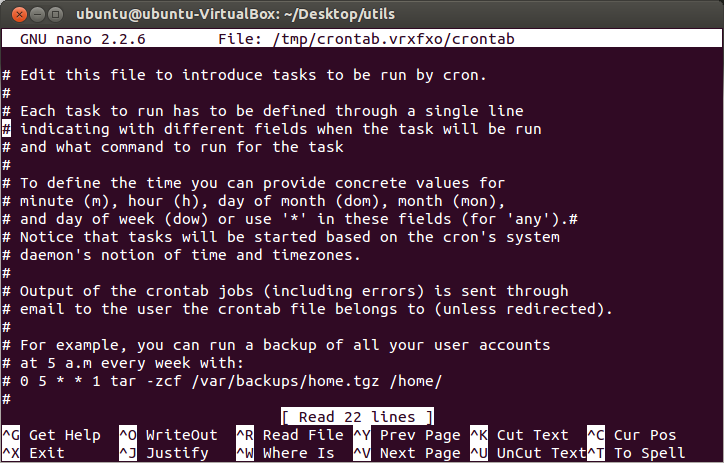 ubuntu@ubuntu-VirtualBox: ~/Desktop/utils
GNU nano 2.2.6 File: /tmp/crontab.vrxfxo/crontab
# Edit this file to introduce tasks to be run by cron.
#
# Each task to run has to be defined through a single line
# indicating with different fields when the task will be run
# and what command to run for the task
#
# To define the time you can provide concrete values for
# minute (m), hour (h), day of month (dom), month (mon),
# and day of week (dow) or use '*' in these fields (for 'any').#
# Notice that tasks will be started based on the cron's system
# daemon's notion of time and timezones.
#
# Output of the crontab jobs (including errors) is sent through
# email to the user the crontab file belongs to (unless redirected).
#
# For example, you can run a backup of all your user accounts
# at 5 a.m every week with:
# 0 5 * * 1 tar -zcf /var/backups/home.tgz /home/
#
[ Read 22 lines ]
^G Get Help ^O WriteOut ^R Read File ^Y Prev Page ^K Cut Text ^C Cur Pos
^X Exit ^J Justify ^W Where Is ^V Next Page ^U UnCut Text^T To Spell